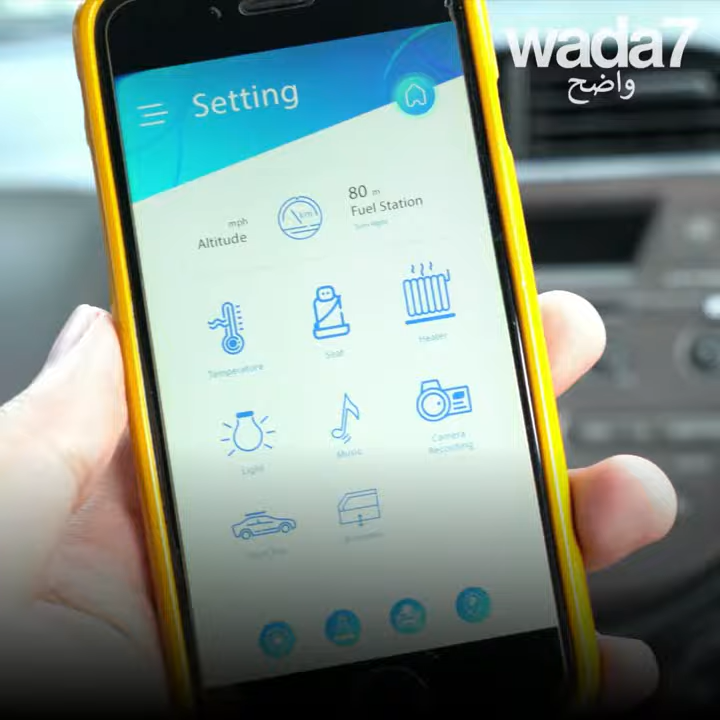 wada7
واضح
Setting
80 m
Fuel Station
mph
Altitude
km
Temperature
Seat
Heater
Light
Music
Camera
Recording